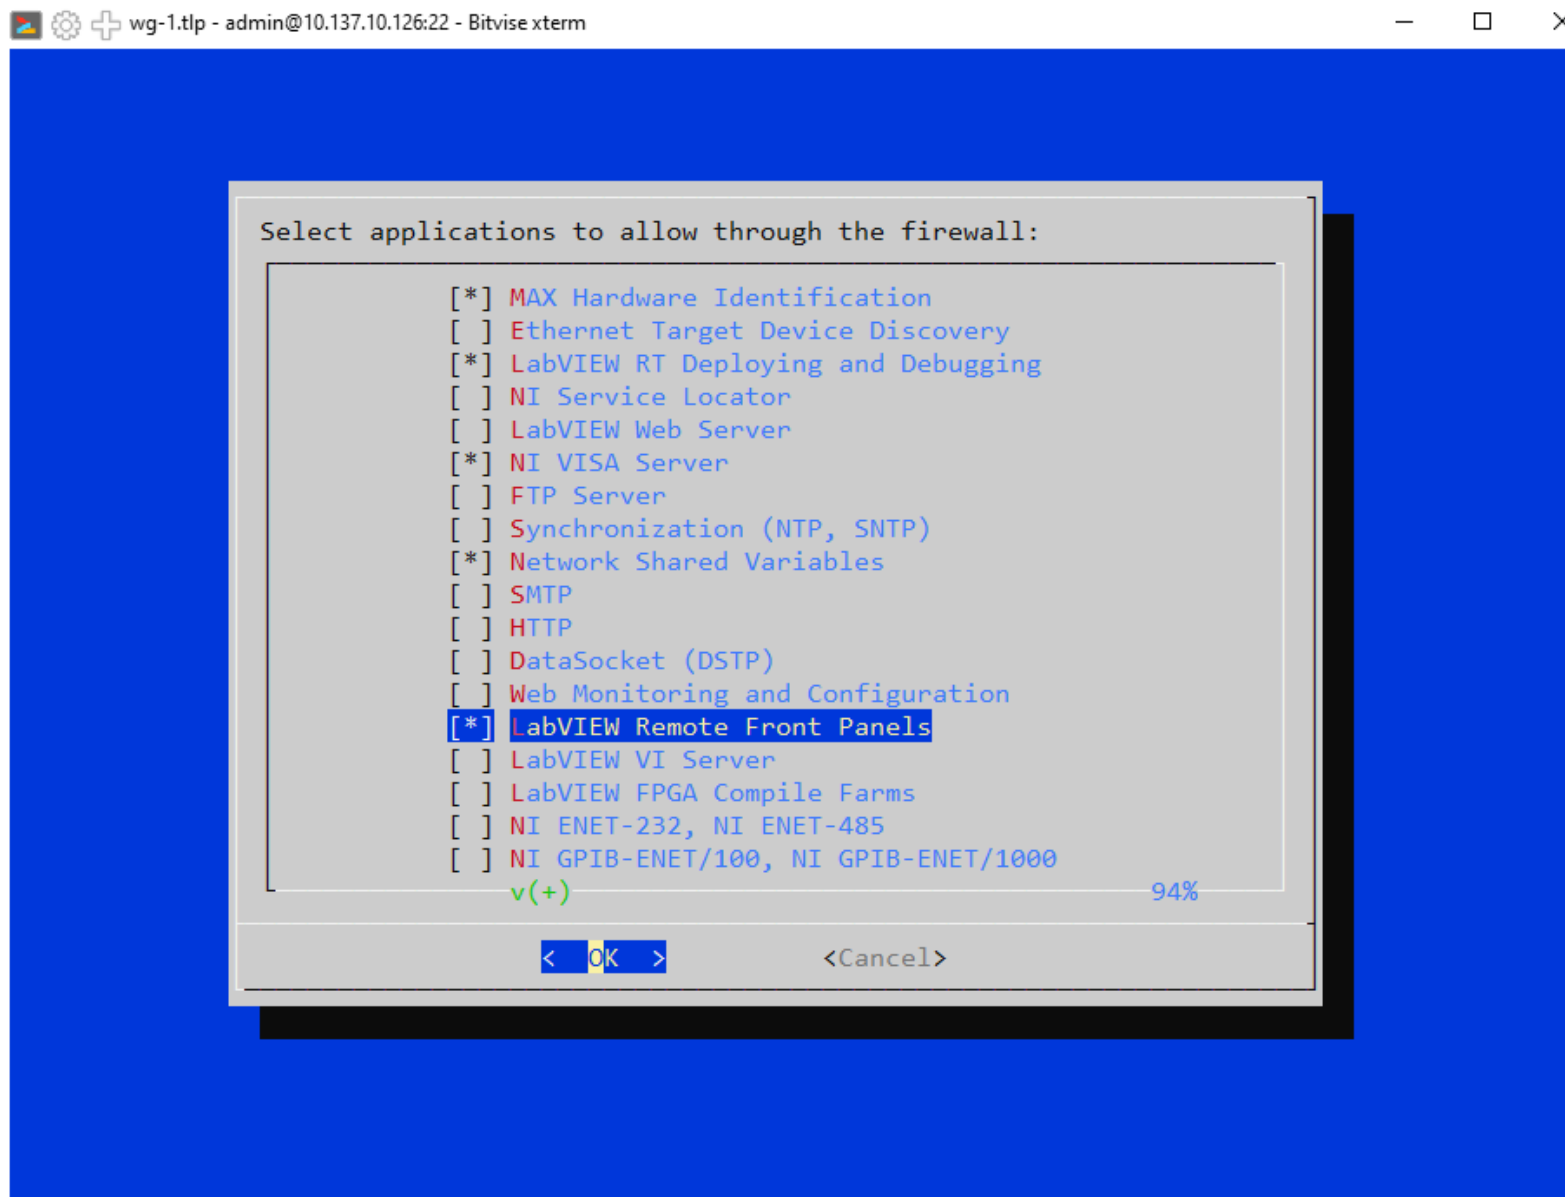 wg-1.tlp - admin@10.137.10.126:22 - Bitvise xterm
Select applications to allow through the firewall:
[*] MAX Hardware Identification
[ ] Ethernet Target Device Discovery
[*] LabVIEW RT Deploying and Debugging
[ ] NI Service Locator
[ ] LabVIEW Web Server
[*] NI VISA Server
[ ] FTP Server
[ ] Synchronization (NTP, SNTP)
[*] Network Shared Variables
[ ] SMTP
[ ] HTTP
[ ] DataSocket (DSTP)
[ ] Web Monitoring and Configuration
[*] LabVIEW Remote Front Panels
[ ] LabVIEW VI Server
[ ] LabVIEW FPGA Compile Farms
[ ] NI ENET-232, NI ENET-485
[ ] NI GPIB-ENET/100, NI GPIB-ENET/1000
v(+) 94%
< OK > <Cancel>